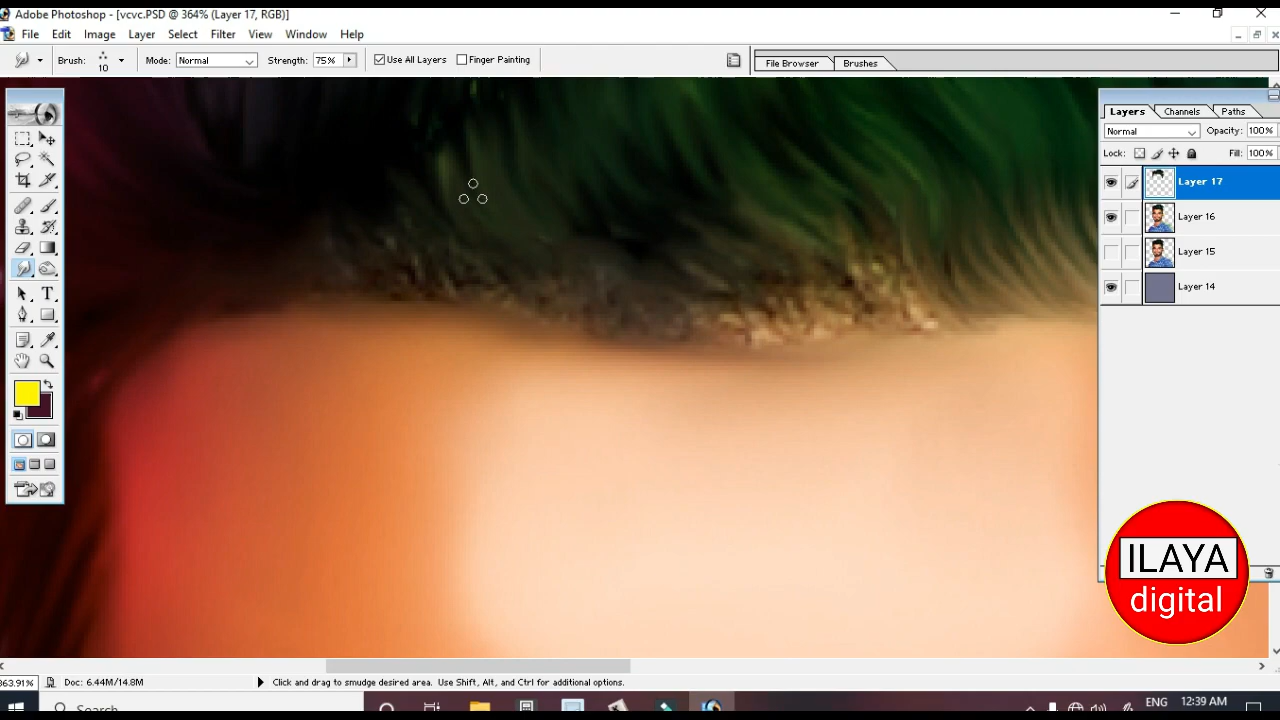 Adobe Photoshop - [vcvc.PSD @ 364% (Layer 17, RGB)]
File Edit Image Layer Select Filter View Window Help
Brush: 10 Mode: Normal Strength: 75% Use All Layers Finger Painting File Browser Brushes
Layers Channels Paths
Normal Opacity: 100%
Lock: Fill: 100%
Layer 17
Layer 16
Layer 15
Layer 14
ILAYA
digital
363.91% Doc: 6.44M/14.8M Click and drag to smudge desired area. Use Shift, Alt, and Ctrl for additional options.
Search ENG 12:39 AM